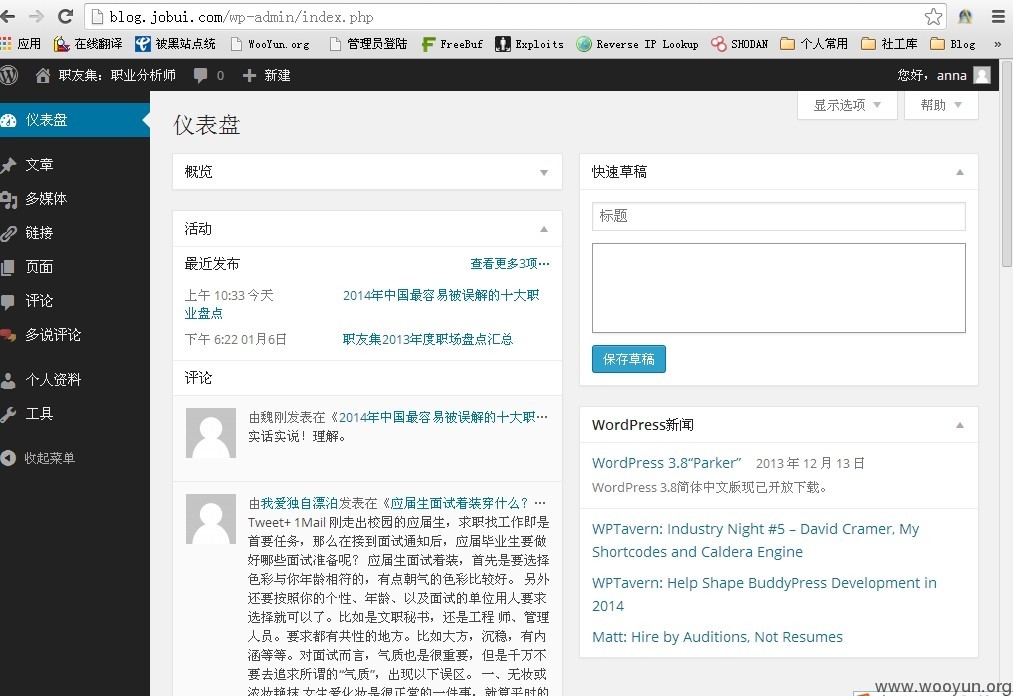 blog.jobui.com/wp-admin/index.php
应用 在线翻译 被黑站点统 WooYun.org 管理员登陆 FreeBuf Exploits Reverse IP Lookup SHODAN 个人常用 社工库 Blog »
职友集：职业分析师 0 新建 您好，anna
显示选项 帮助
仪表盘
仪表盘
文章
多媒体
链接
页面
评论
多说评论
个人资料
工具
收起菜单
概览
活动
最近发布 查看更多3项…
上午 10:33 今天 2014年中国最容易被误解的十大职
业盘点
下午 6:22 01月6日 职友集2013年度职场盘点汇总
评论
由魏刚发表在《2014年中国最容易被误解的十大职…
实话实说！理解。
由我爱独自漂泊发表在《应届生面试着装穿什么？…
Tweet+ 1Mail 刚走出校园的应届生，求职找工作即是
首要任务，那么在接到面试通知后，应届毕业生要做
好哪些面试准备呢？ 应届生面试着装，首先是要选择
色彩与你年龄相符的，有点朝气的色彩比较好。 另外
还要按照你的个性、年龄、以及面试的单位用人要求
选择就可以了。比如是文职秘书，还是工程 师、管理
人员。要求都有共性的地方。比如大方，沉稳，有内
涵等等。对面试而言，气质也是很重要，但是千万不
要去追求所谓的“气质”，出现以下误区。 一、无妆或
浓妆艳抹 女生爱化妆是很正常的一件事，就算平时的
快速草稿
标题
保存草稿
WordPress新闻
WordPress 3.8“Parker” 2013 年 12 月 13 日
WordPress 3.8简体中文版现已开放下载。
WPTavern: Industry Night #5 – David Cramer, My
Shortcodes and Caldera Engine
WPTavern: Help Shape BuddyPress Development in
2014
Matt: Hire by Auditions, Not Resumes
www.wooyun.org